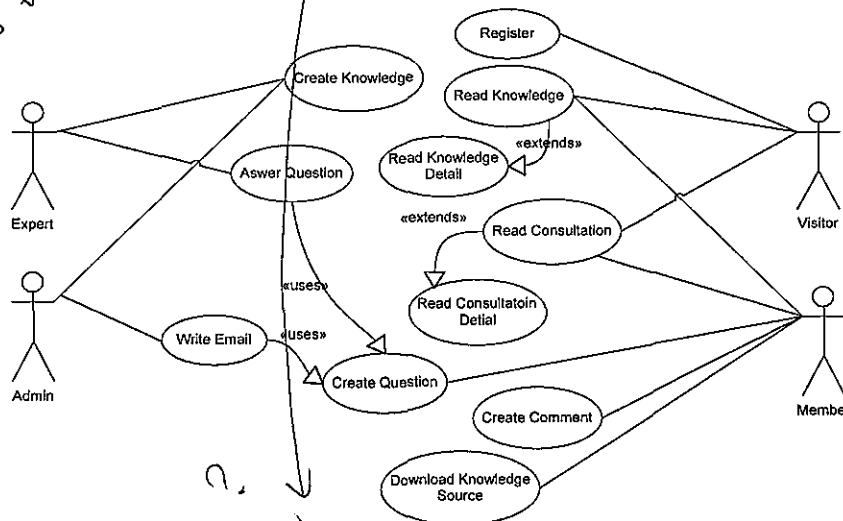 Register
Create Knowledge
Read Knowledge
«extends»
Read Knowledge
Detail
Aswer Question
Expert
Visitor
«extends»
Read Consultation
«uses»
Read Consultatoin
Detial
Write Email
«uses»
Create Question
Admin
Membe
Create Comment
Download Knowledge
Source
?